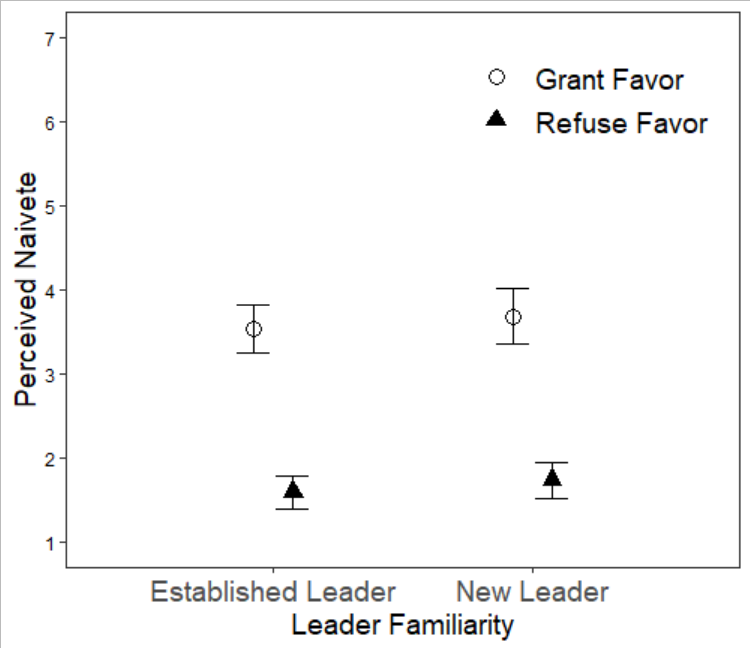 7
6
5
4
3
2
1
Perceived Naivete
Grant Favor
Refuse Favor
Established Leader
New Leader
Leader Familiarity